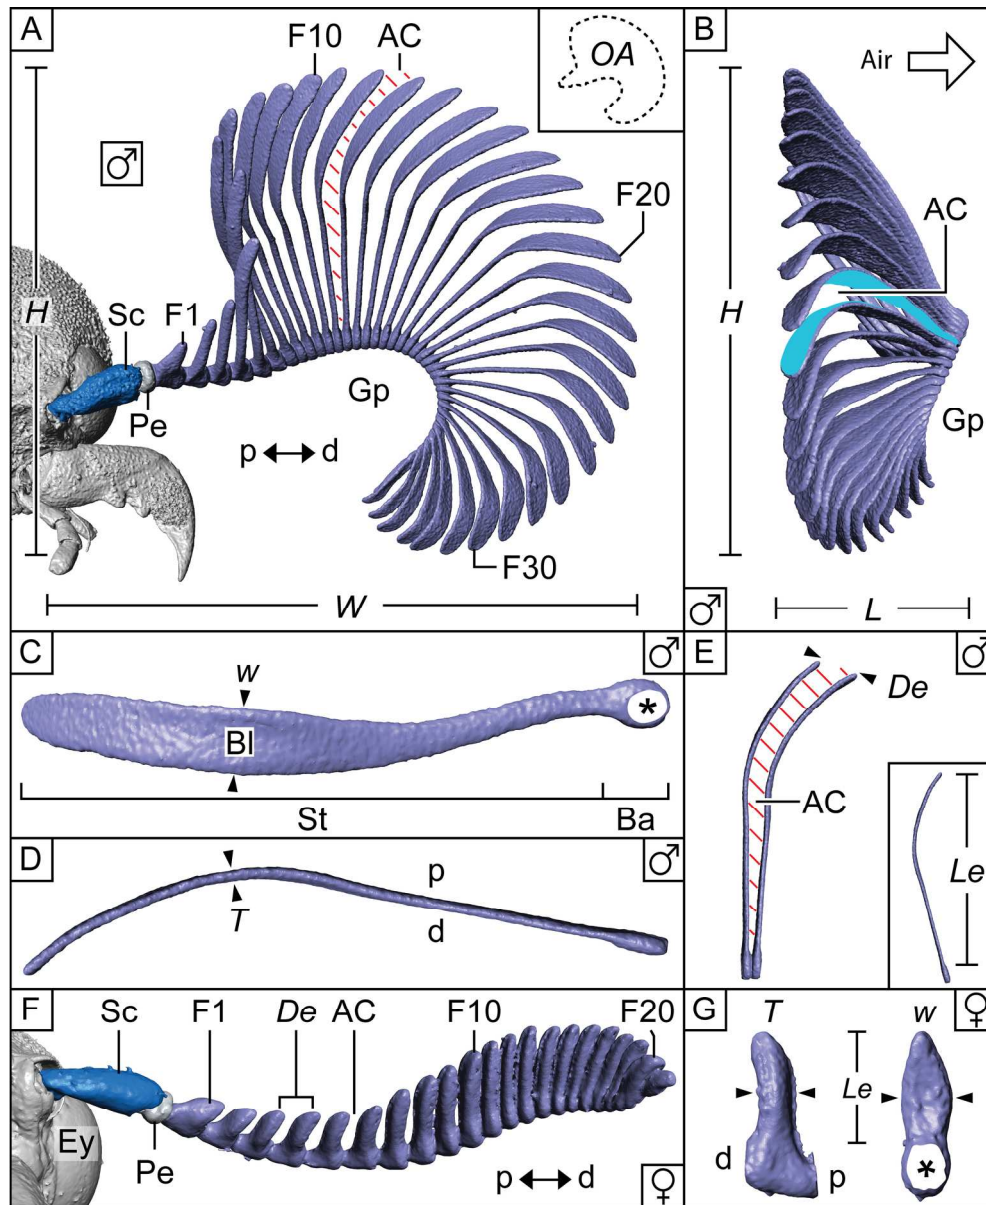 A
F10
AC
OA
♂
H
F20
Sc
F1
Pe
Gp
p ↔ d
F30
W
B
Air
AC
H
Gp
♂
L
C
w
♂
Bl
*
St
Ba
D
♂
p
T
d
E
♂
De
AC
Le
F
Sc
F1
De
AC
F10
F20
Ey
Pe
p ↔ d
♀
G
T
w
♀
Le
d
p
*